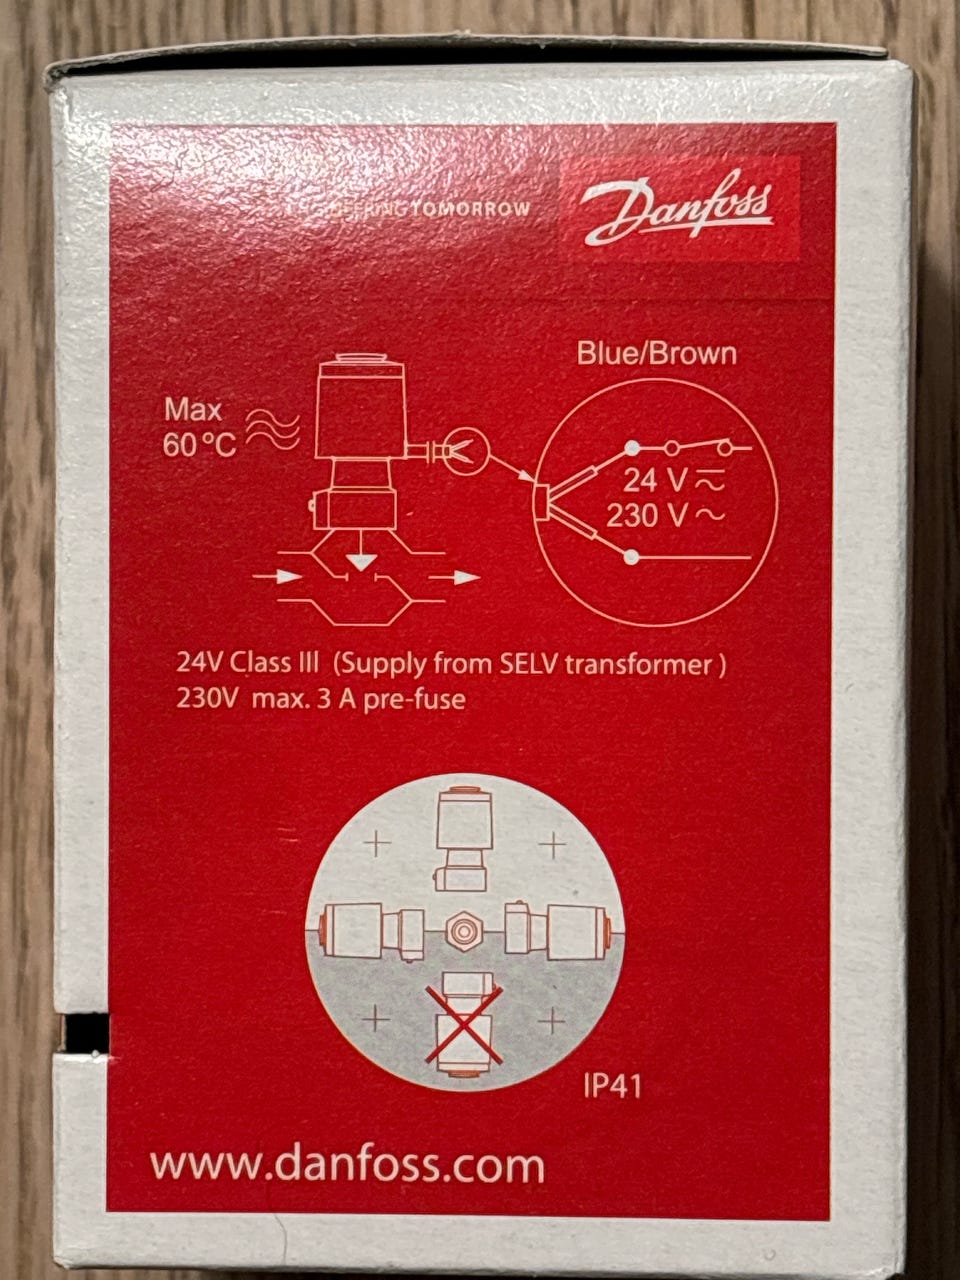 TOMORROW
Danfoss
Blue/Brown
Max
60 °C
24 V ⎓
∼
230 V ∼
24V Class III (Supply from SELV transformer )
230V max. 3 A pre-fuse
IP41
www.danfoss.com